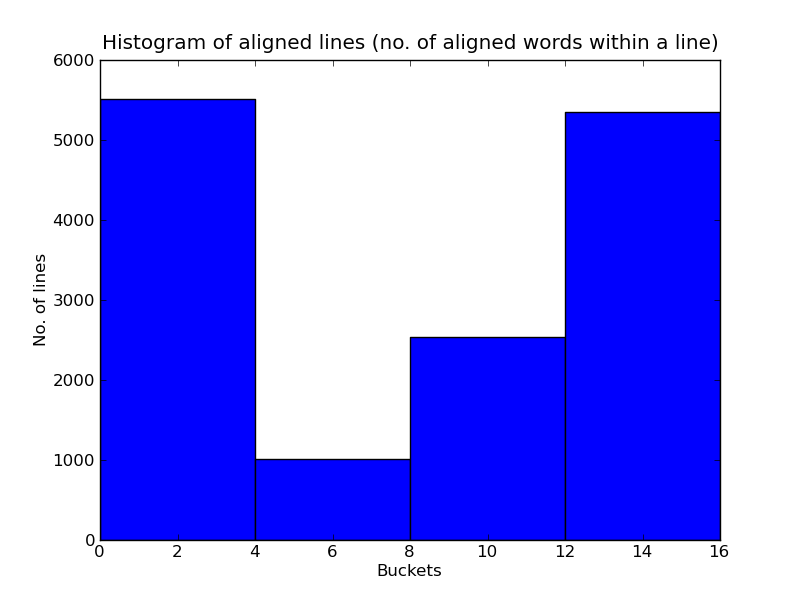 Histogram of aligned lines (no. of aligned words within a line)
6000
5000
4000
3000
2000
1000
0
No. of lines
0 2 4 6 8 10 12 14 16
Buckets